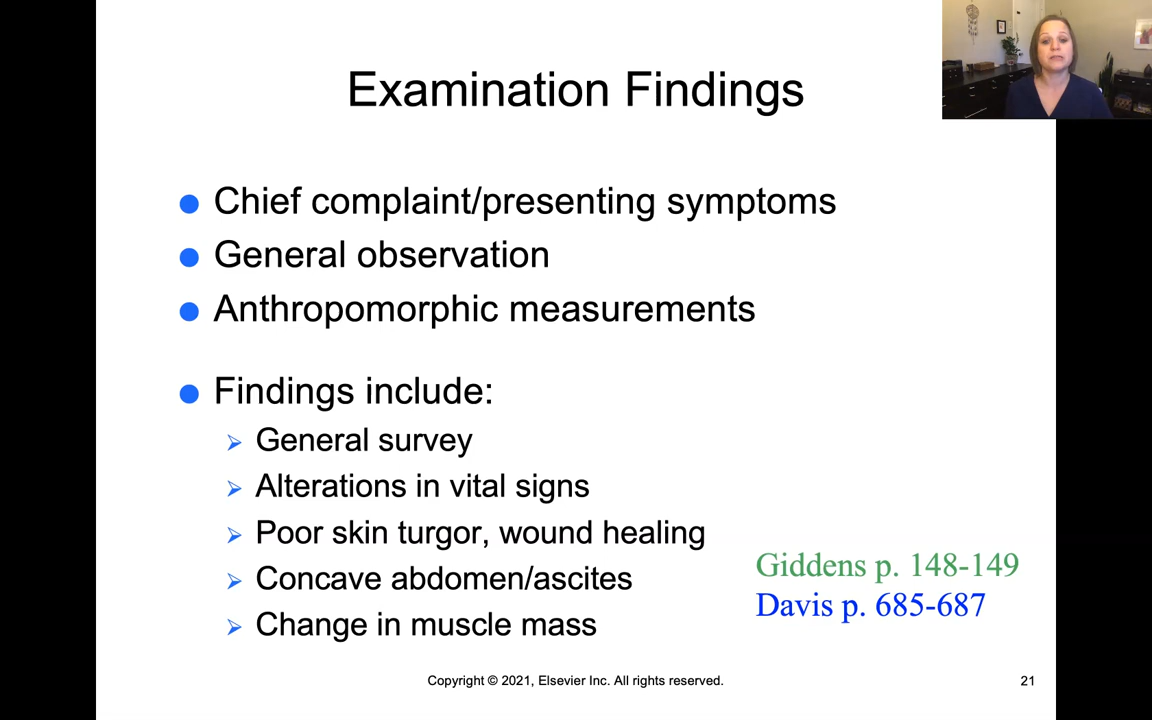 Examination Findings
Chief complaint/presenting symptoms
General observation
Anthropomorphic measurements
Findings include:
General survey
Alterations in vital signs
Poor skin turgor, wound healing
Concave abdomen/ascites
Change in muscle mass
Giddens p. 148-149
Davis p. 685-687
Copyright © 2021, Elsevier Inc. All rights reserved.
21